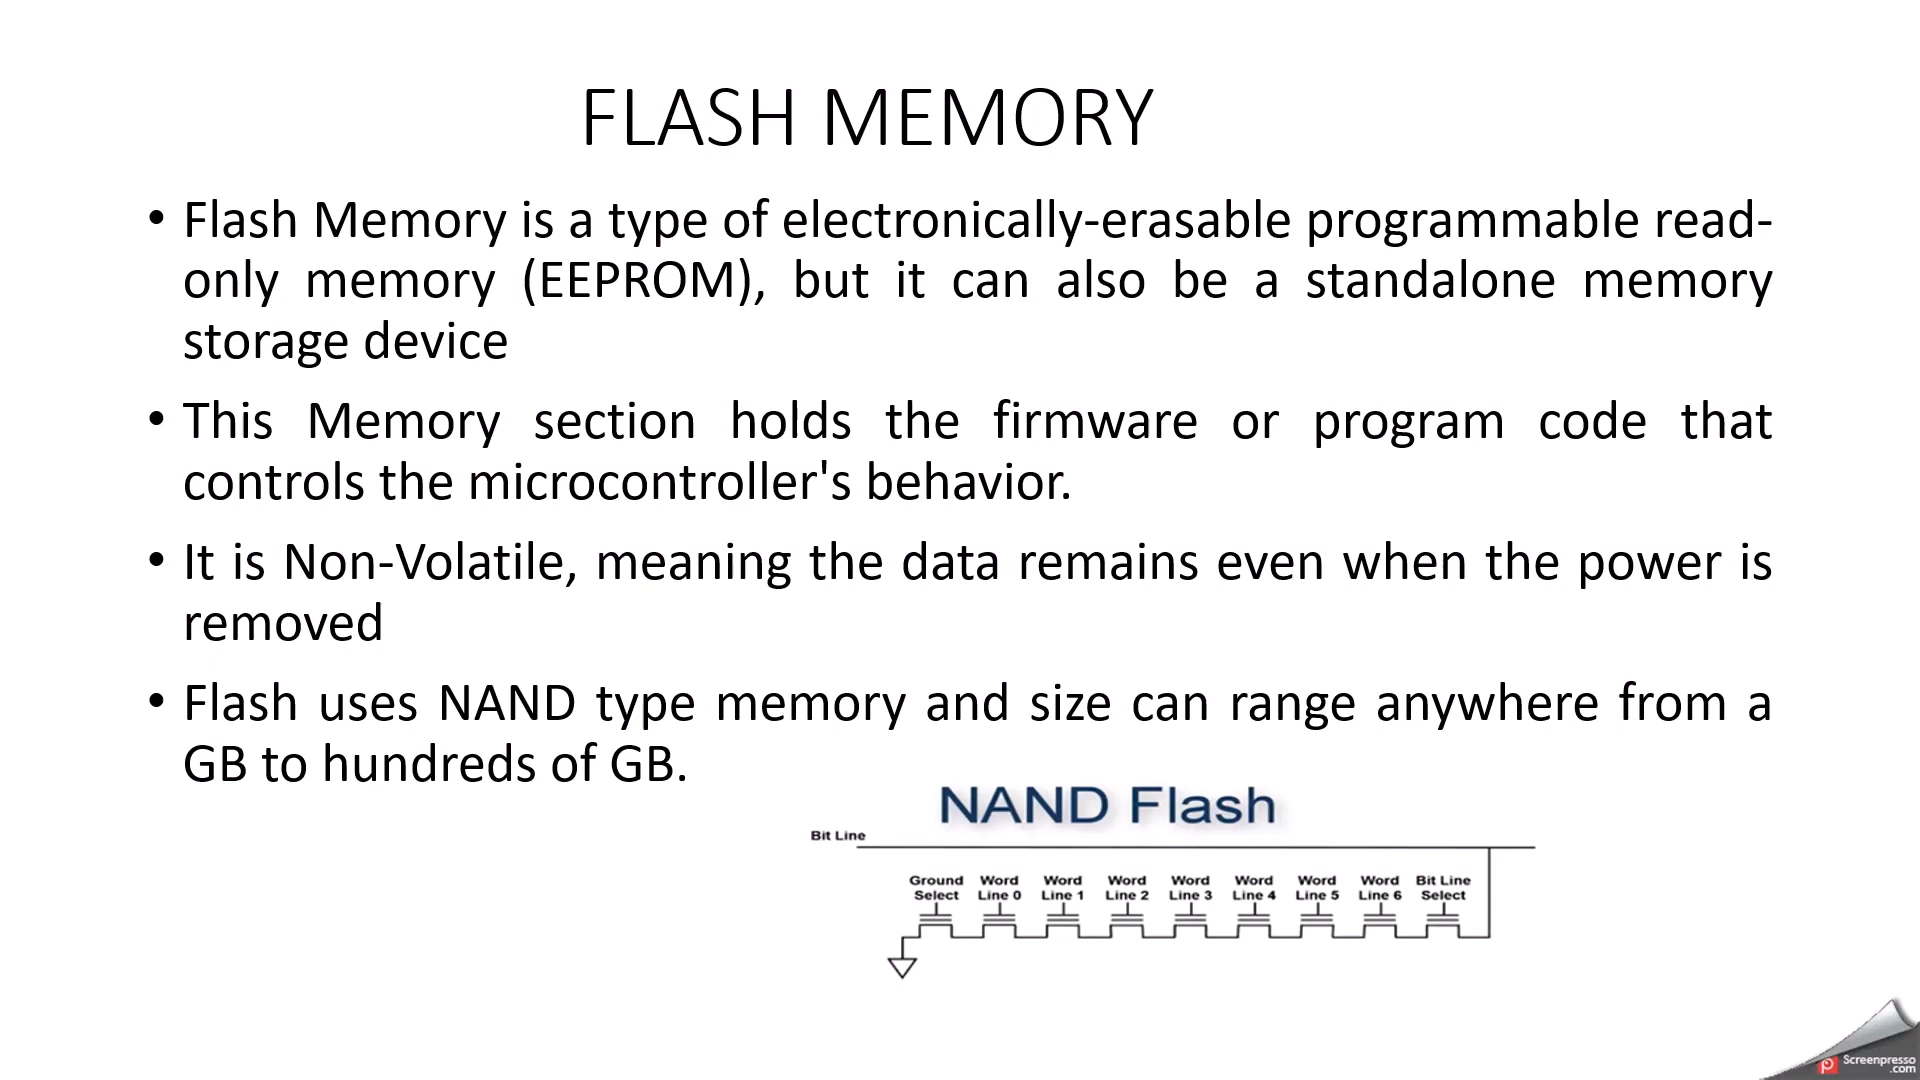 FLASH MEMORY
• Flash Memory is a type of electronically-erasable programmable read-
only memory (EEPROM), but it can also be a standalone memory
storage device
• This Memory section holds the firmware or program code that
controls the microcontroller's behavior.
• It is Non-Volatile, meaning the data remains even when the power is
removed
• Flash uses NAND type memory and size can range anywhere from a
GB to hundreds of GB.
NAND Flash
Bit Line
Ground Word Word Word Word Word Word Word Bit Line
Select Line 0 Line 1 Line 2 Line 3 Line 4 Line 5 Line 6 Select
Screenpresso
.com